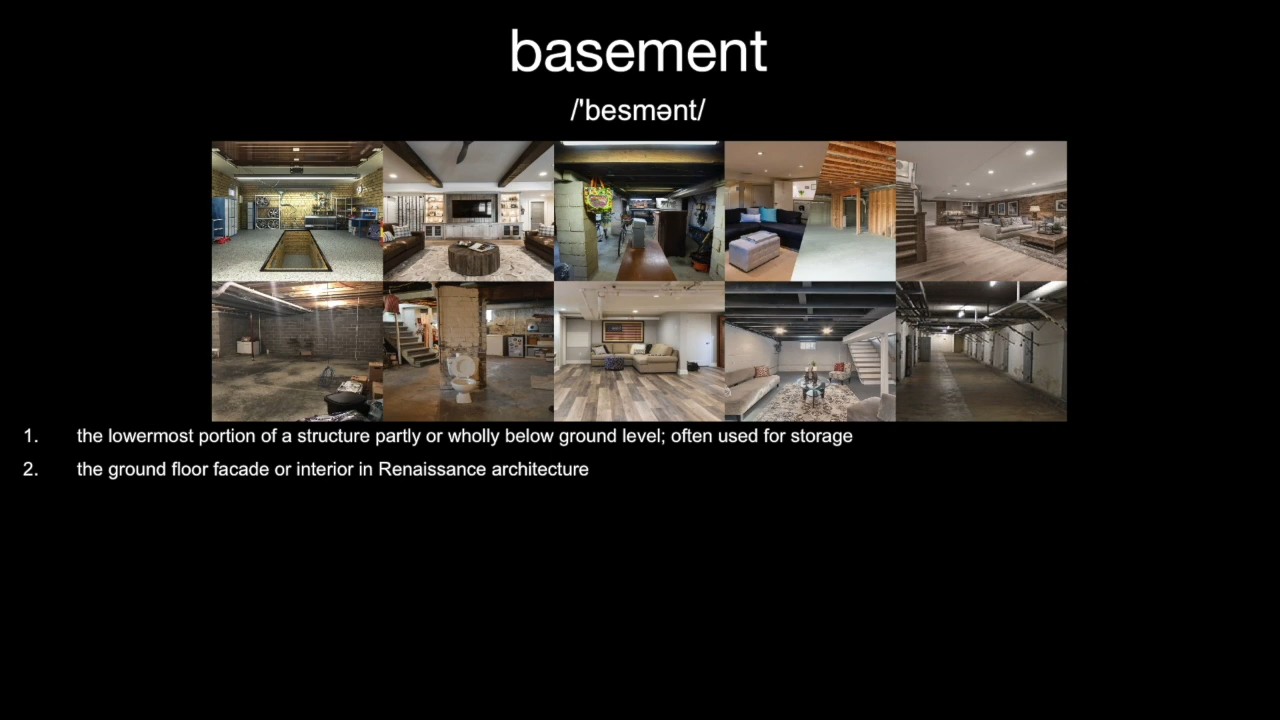 basement
/'besmənt/
1. the lowermost portion of a structure partly or wholly below ground level; often used for storage
2. the ground floor facade or interior in Renaissance architecture